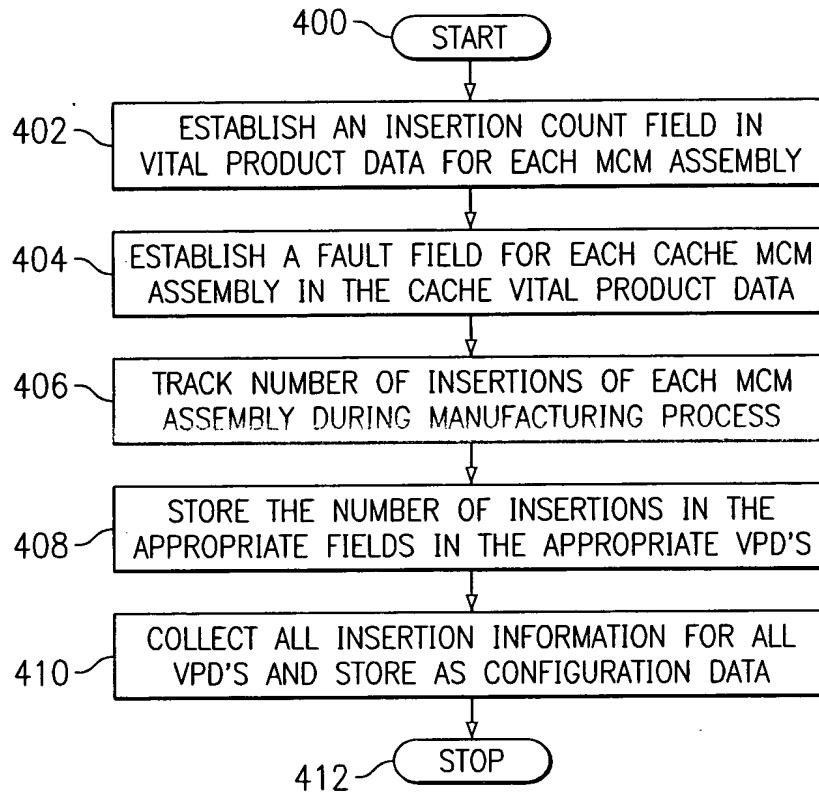 400
START
402
ESTABLISH AN INSERTION COUNT FIELD IN
VITAL PRODUCT DATA FOR EACH MCM ASSEMBLY
404
ESTABLISH A FAULT FIELD FOR EACH CACHE MCM
ASSEMBLY IN THE CACHE VITAL PRODUCT DATA
406
TRACK NUMBER OF INSERTIONS OF EACH MCM
ASSEMBLY DURING MANUFACTURING PROCESS
408
STORE THE NUMBER OF INSERTIONS IN THE
APPROPRIATE FIELDS IN THE APPROPRIATE VPD'S
410
COLLECT ALL INSERTION INFORMATION FOR ALL
VPD'S AND STORE AS CONFIGURATION DATA
412
STOP